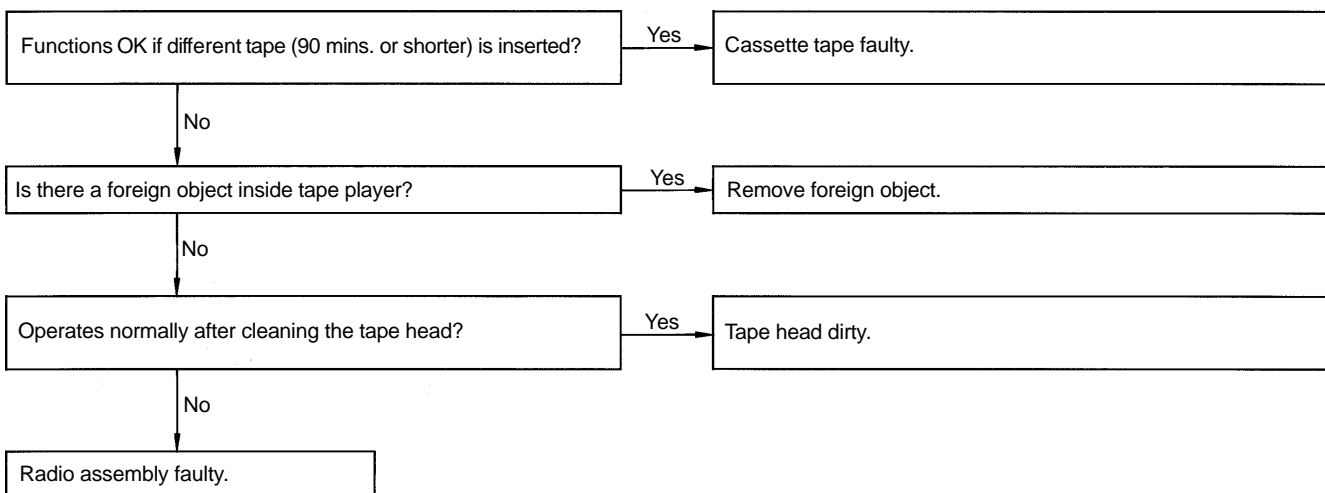 Functions OK if different tape (90 mins. or shorter) is inserted?
Yes
Cassette tape faulty.
No
Is there a foreign object inside tape player?
Yes
Remove foreign object.
No
Operates normally after cleaning the tape head?
Yes
Tape head dirty.
No
Radio assembly faulty.